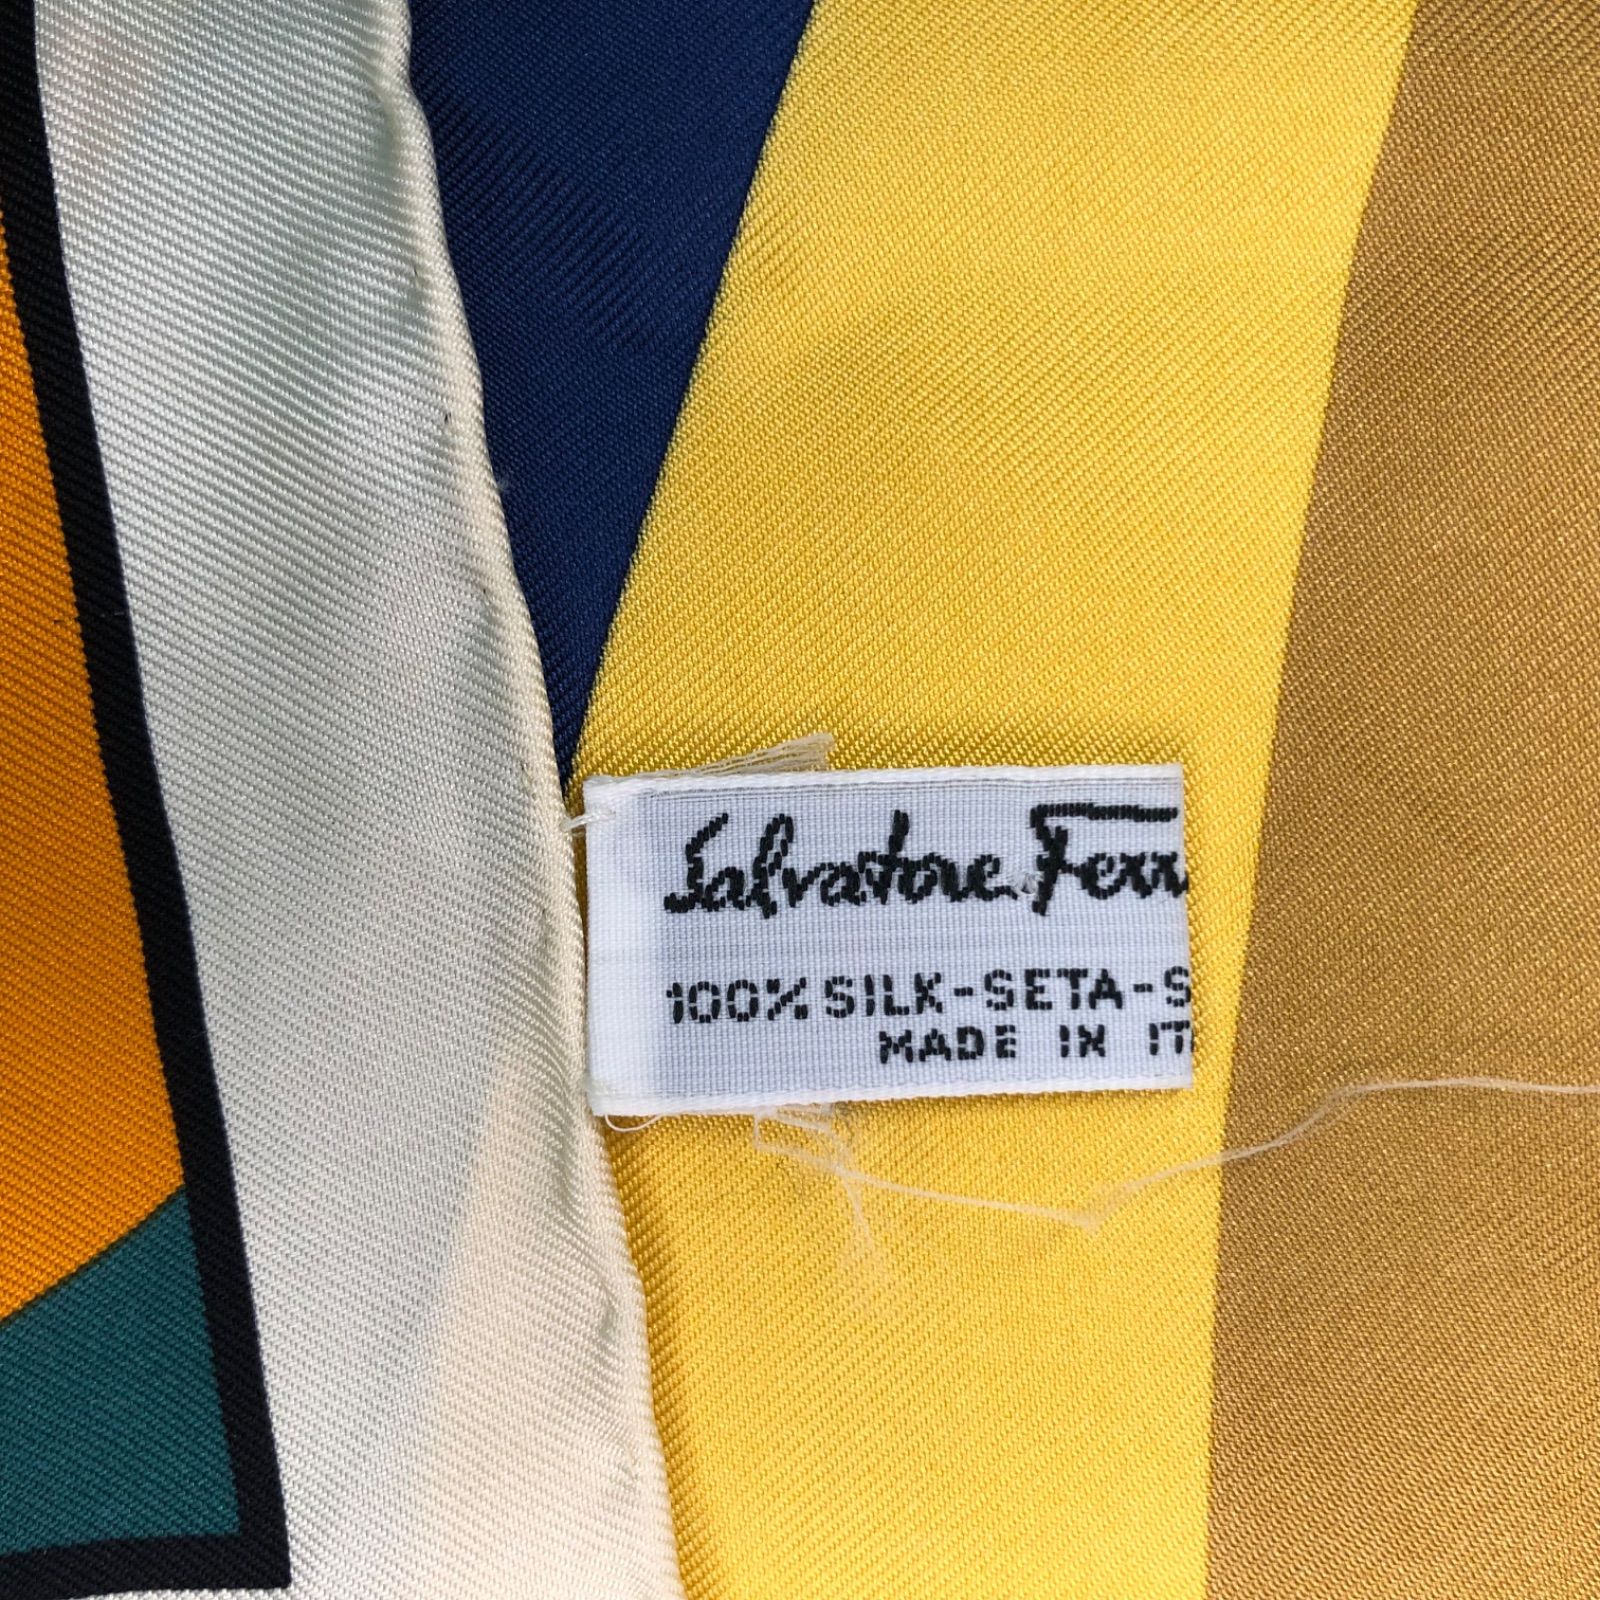 Salvatore Ferr
100% SILK-SETA-S
MADE IN IT